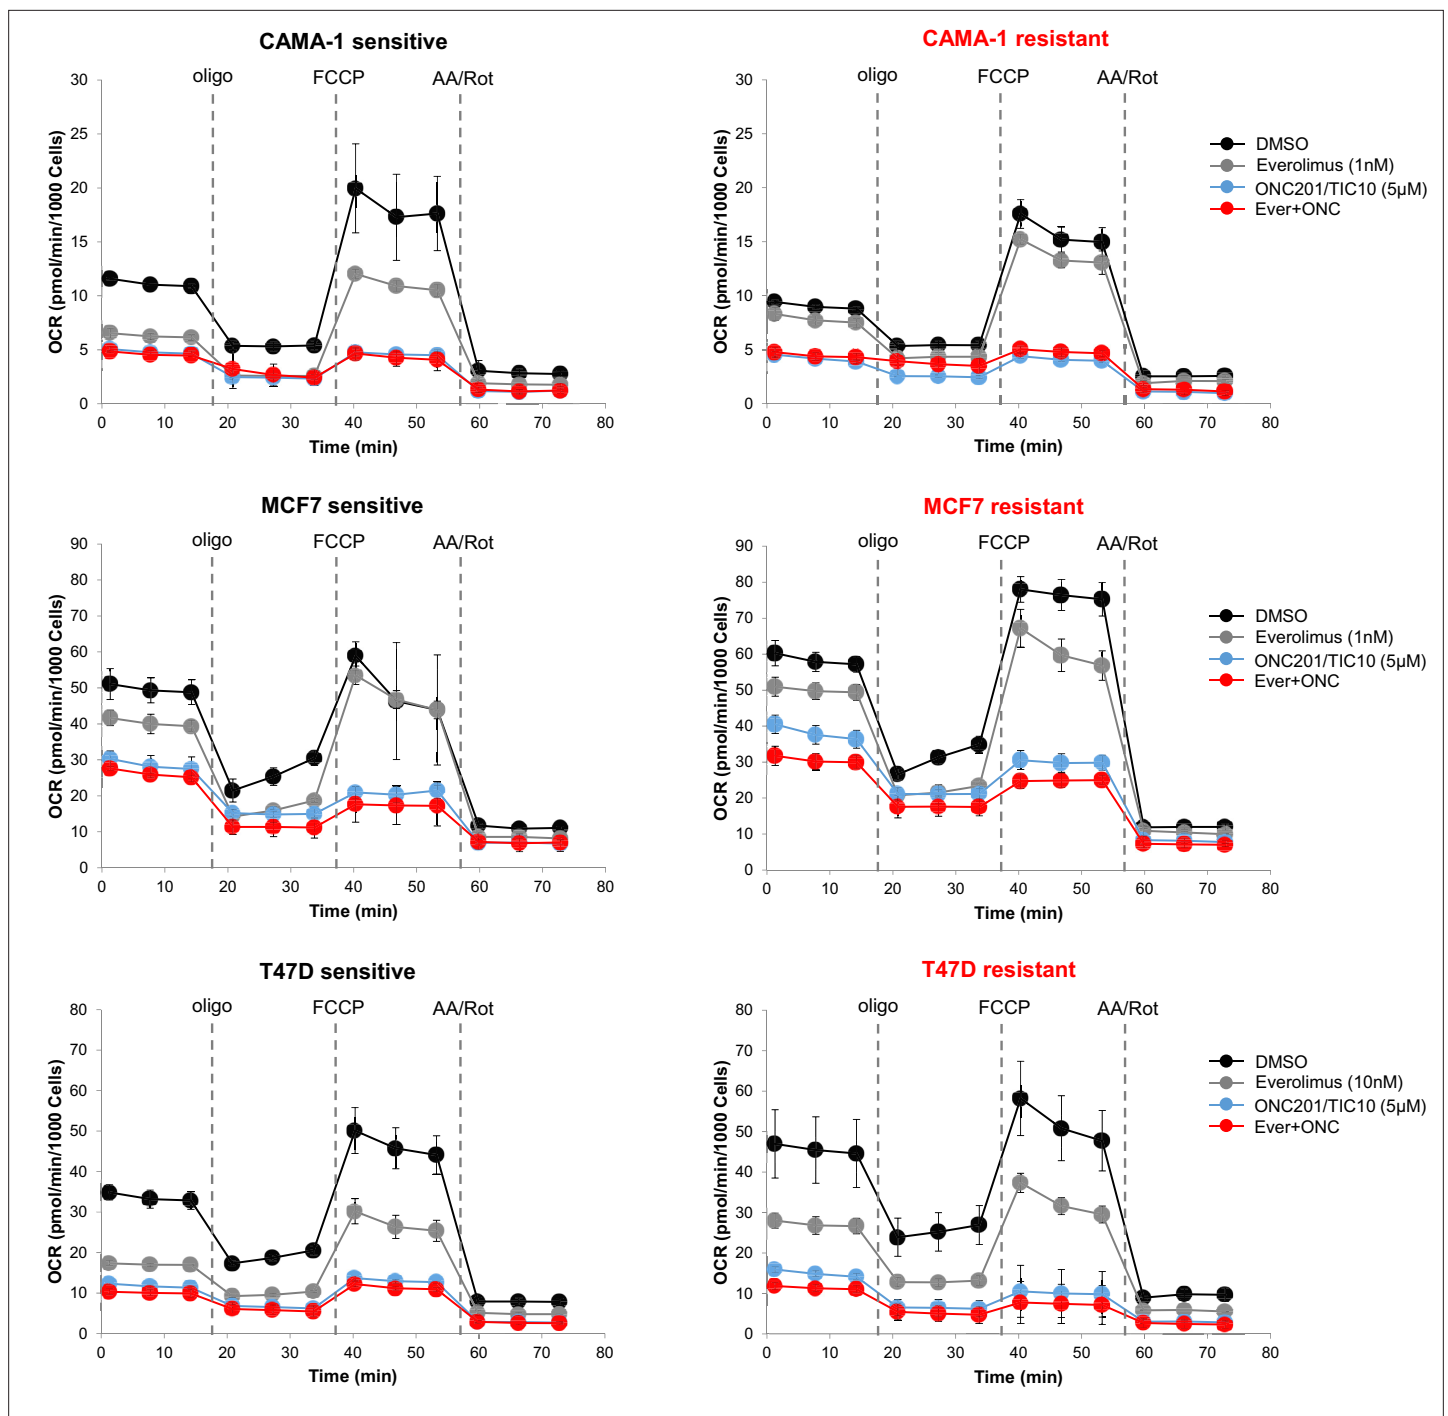 CAMA-1 sensitive
oligo FCCP AA/Rot
OCR (pmol/min/1000 Cells)
30
25
20
15
10
5
0
0 10 20 30 40 50 60 70 80
Time (min)
CAMA-1 resistant
oligo FCCP AA/Rot
OCR (pmol/min/1000 Cells)
30
25
20
15
10
5
0
0 10 20 30 40 50 60 70 80
Time (min)
DMSO
Everolimus (1nM)
ONC201/TIC10 (5µM)
Ever+ONC
MCF7 sensitive
oligo FCCP AA/Rot
OCR (pmol/min/1000 Cells)
90
80
70
60
50
40
30
20
10
0
0 10 20 30 40 50 60 70 80
Time (min)
MCF7 resistant
oligo FCCP AA/Rot
OCR (pmol/min/1000 Cells)
90
80
70
60
50
40
30
20
10
0
0 10 20 30 40 50 60 70 80
Time (min)
DMSO
Everolimus (1nM)
ONC201/TIC10 (5µM)
Ever+ONC
T47D sensitive
oligo FCCP AA/Rot
OCR (pmol/min/1000 Cells)
80
70
60
50
40
30
20
10
0
0 10 20 30 40 50 60 70 80
Time (min)
T47D resistant
oligo FCCP AA/Rot
OCR (pmol/min/1000 Cells)
80
70
60
50
40
30
20
10
0
0 10 20 30 40 50 60 70 80
Time (min)
DMSO
Everolimus (10nM)
ONC201/TIC10 (5µM)
Ever+ONC